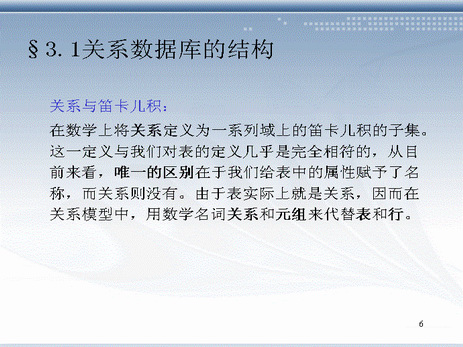 §3.1关系数据库的结构
关系与笛卡儿积：
在数学上将关系定义为一系列域上的笛卡儿积的子集。
这一定义与我们对表的定义几乎是完全相符的，从目
前来看，唯一的区别在于我们给表中的属性赋予了名
称，而关系则没有。由于表实际上就是关系，因而在
关系模型中，用数学名词关系和元组来代替表和行。
6